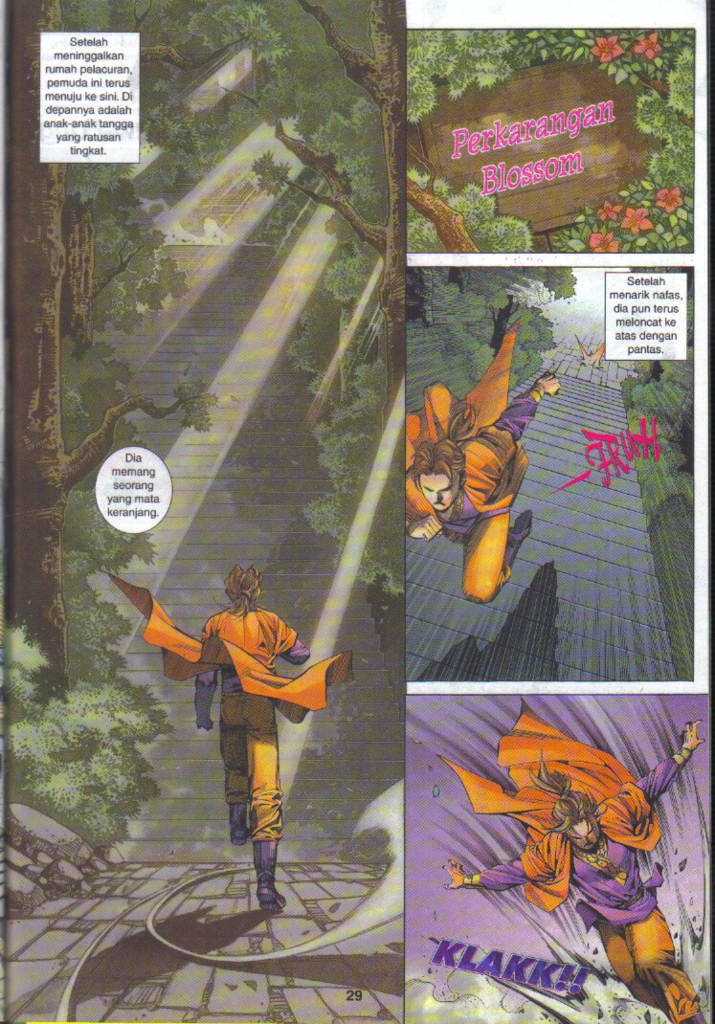 Setelah
meninggalkan
rumah pelacuran,
pemuda ini terus
menuju ke sini. Di
depannya adalah
anak-anak tangga
yang ratusan
tingkat.
Dia
memang
seorang
yang mata
keranjang.
Perkarangan
Blossom
Setelah
menarik nafas,
dia pun terus
meloncat ke
atas dengan
pantas.
KLAKK!!
29